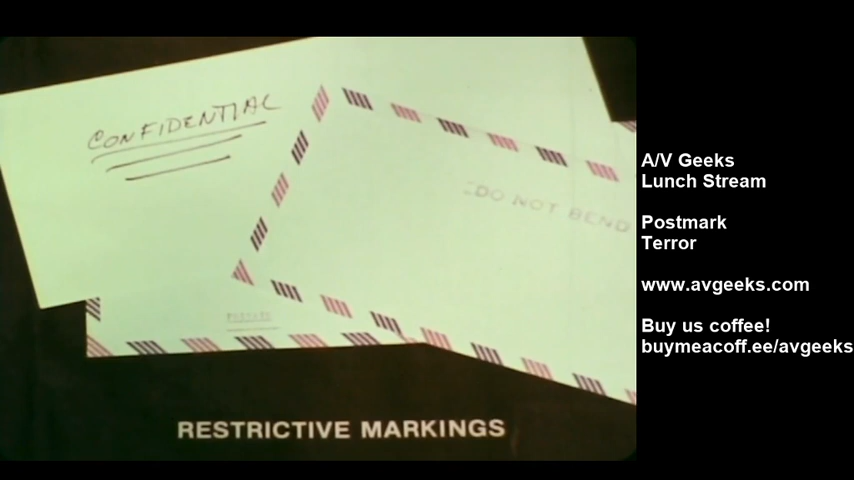 CONFIDENTIAL
DO NOT BEND
RESTRICTIVE MARKINGS
A/V Geeks
Lunch Stream
Postmark
Terror
www.avgeeks.com
Buy us coffee!
buymeacoff.ee/avgeeks